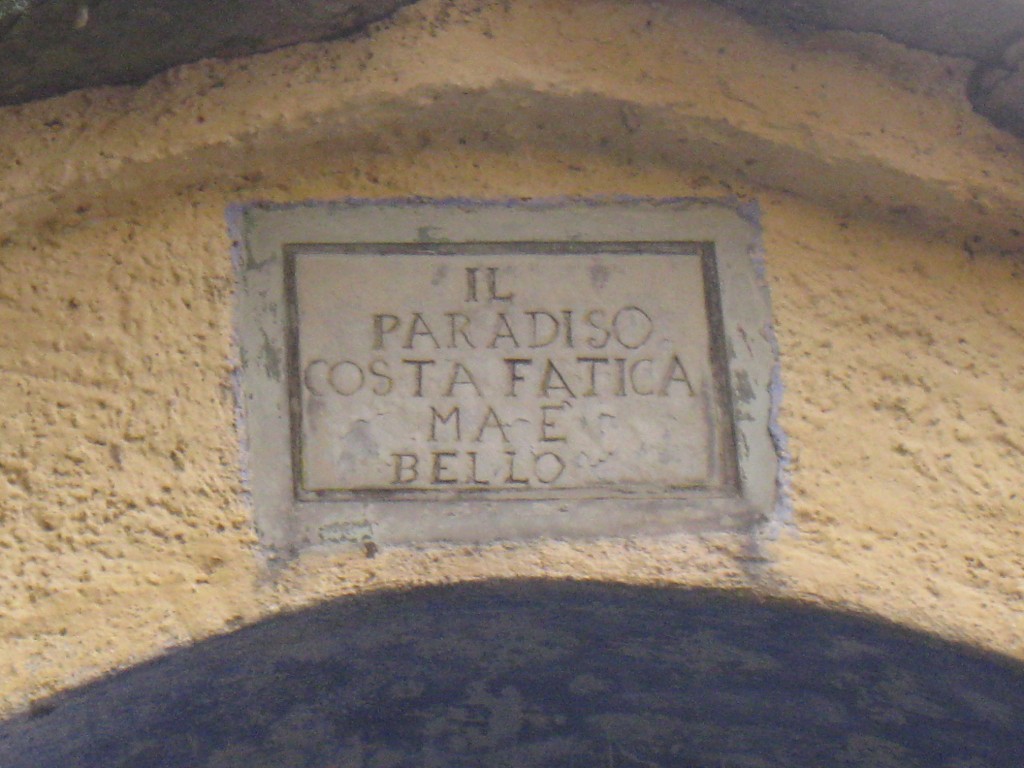 IL
PARADISO
COSTA FATICA
MA È
BELLO